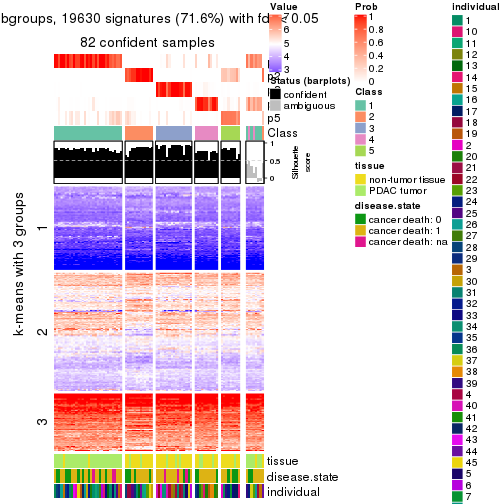 bgroups, 19630 signatures (71.6%) with fd
0.05
82 confident samples
p2
p5
Class
1
0.5
0
Silhouette
score
k-means with 3 groups
1
2
3
tissue
disease.state
individual
Value
7
6
5
4
3
Status (barplots)
confident
ambiguous
Prob
1
0.8
0.6
0.4
0.2
0
Class
1
2
3
4
5
tissue
non-tumor tissue
PDAC tumor
disease.state
cancer death: 0
cancer death: 1
cancer death: na
individual
1
10
11
12
13
14
15
16
17
18
19
2
20
21
22
23
24
25
26
27
28
29
3
30
31
32
33
34
35
36
37
38
39
4
40
41
42
43
44
45
5
6
7